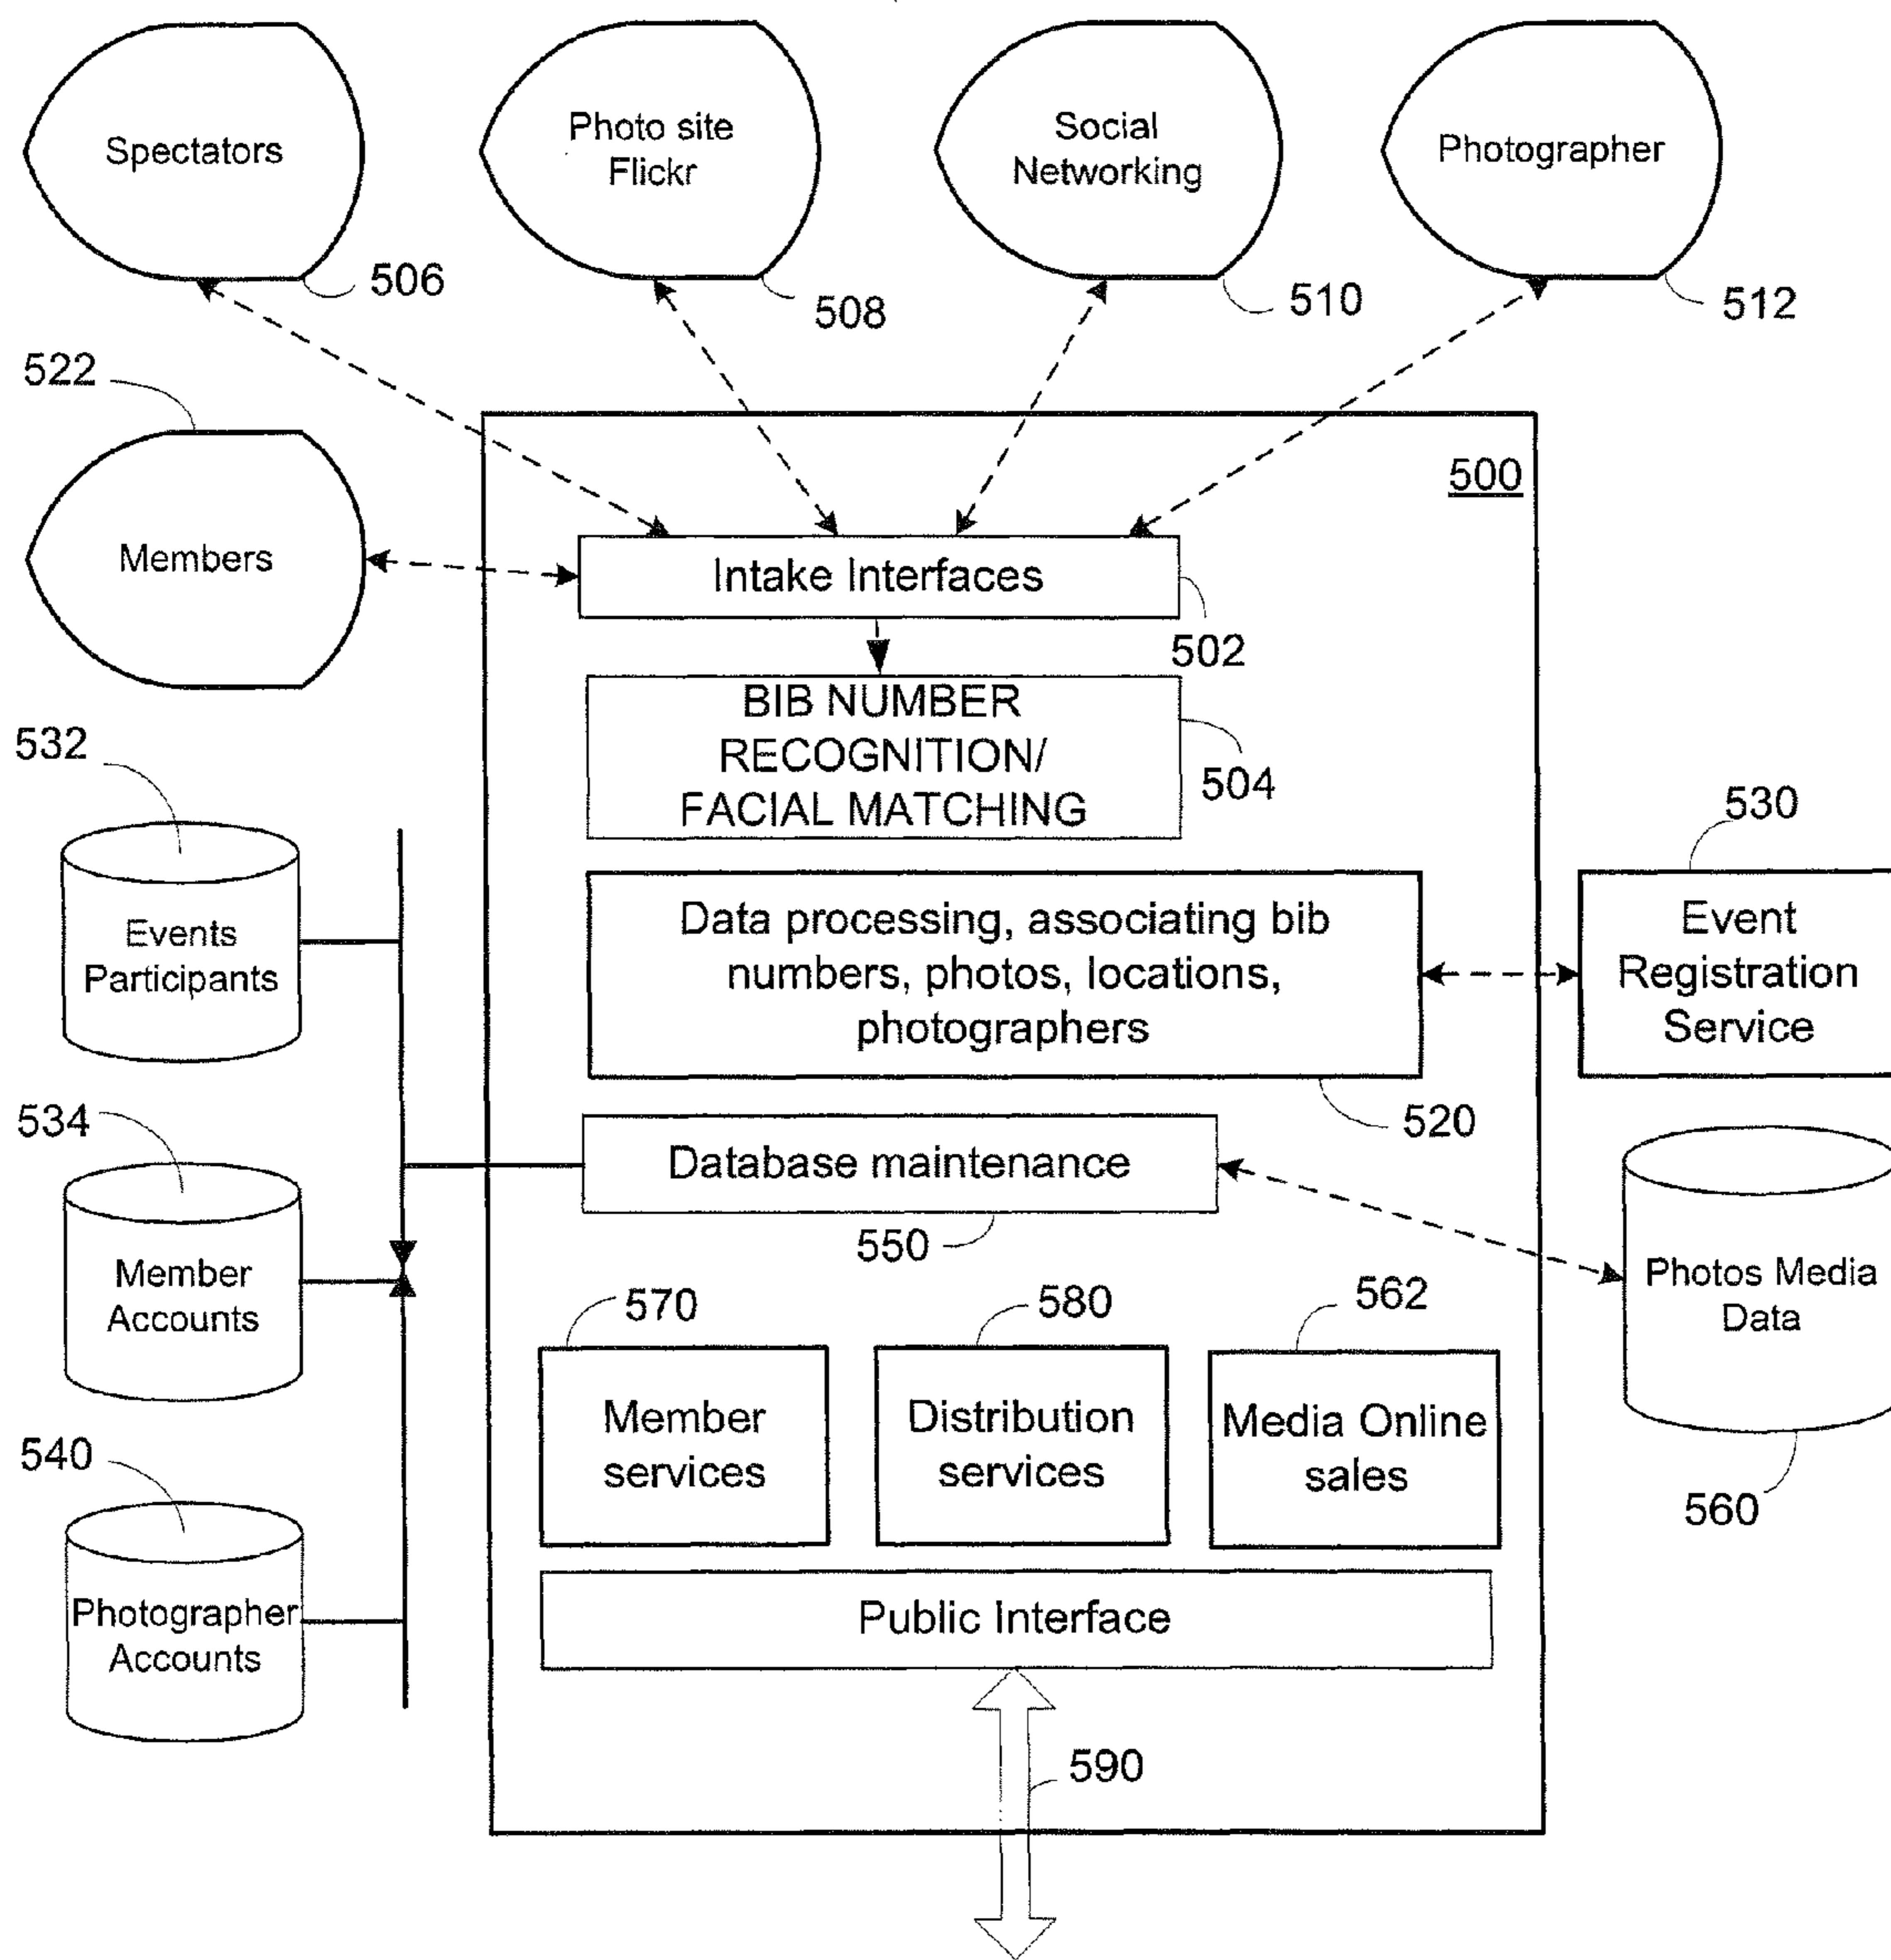 Spectators
Photo site
Flickr
Social
Networking
Photographer
506
508
510
512
522
500
Members
Intake Interfaces
502
BIB NUMBER
RECOGNITION/
FACIAL MATCHING
504
532
530
Events
Participants
Data processing, associating bib
numbers, photos, locations,
photographers
Event
Registration
Service
520
534
Database maintenance
550
Member
Accounts
Photos Media
Data
570
580
562
Member
services
Distribution
services
Media Online
sales
560
540
Photographer
Accounts
Public Interface
590